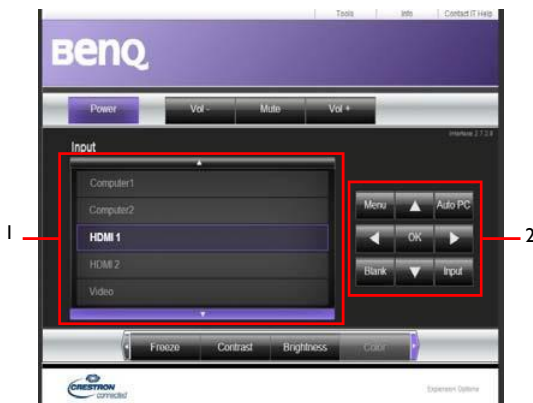 Tools Info Contact IT Help
BenQ
Power Vol - Mute Vol +
Interface 2.7.2.8
Input
Computer1
Computer2
HDMI 1
HDMI 2
Video
Menu Auto PC
OK
Blank Input
1
2
Freeze Contrast Brightness Color
CRESTRON
connected
Expansion Options